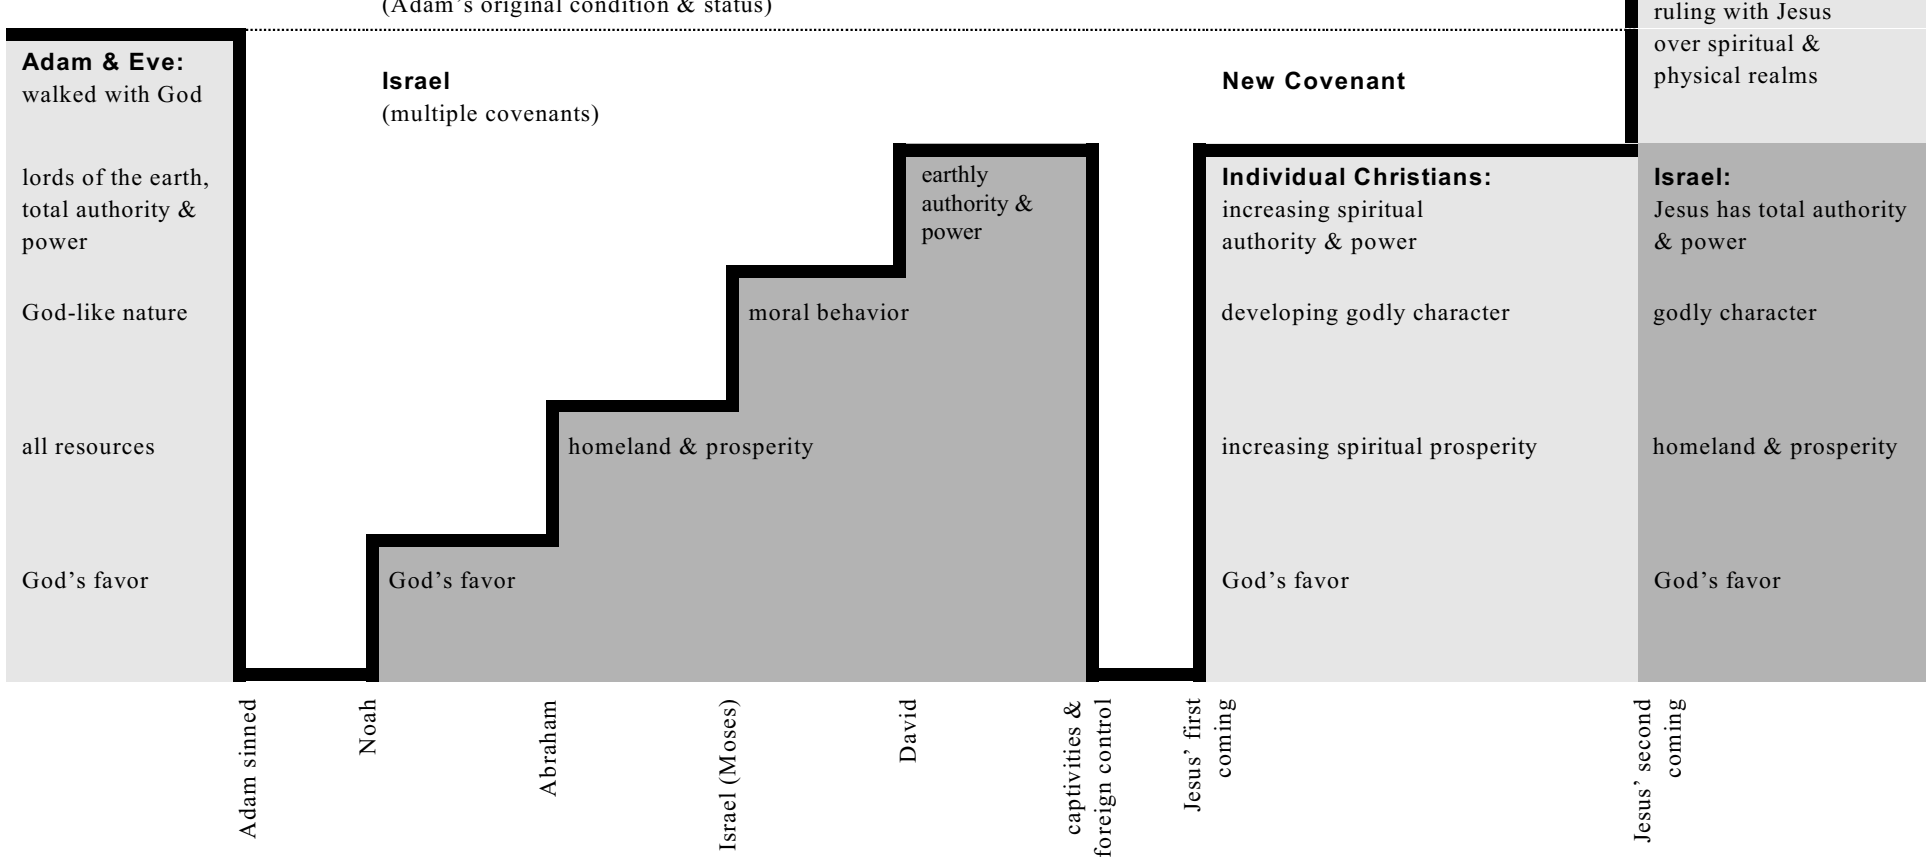 (Adam’s original condition & status)
ruling with Jesus
over spiritual &
physical realms
Adam & Eve:
walked with God
Israel
(multiple covenants)
New Covenant
lords of the earth,
total authority &
power
earthly
authority &
power
Individual Christians:
increasing spiritual
authority & power
Israel:
Jesus has total authority
& power
God-like nature
moral behavior
developing godly character
godly character
all resources
homeland & prosperity
increasing spiritual prosperity
homeland & prosperity
God’s favor
God’s favor
God’s favor
God’s favor
Adam sinned
Noah
Abraham
Israel (Moses)
David
captivities &
foreign control
Jesus’ first
coming
Jesus’ second
coming